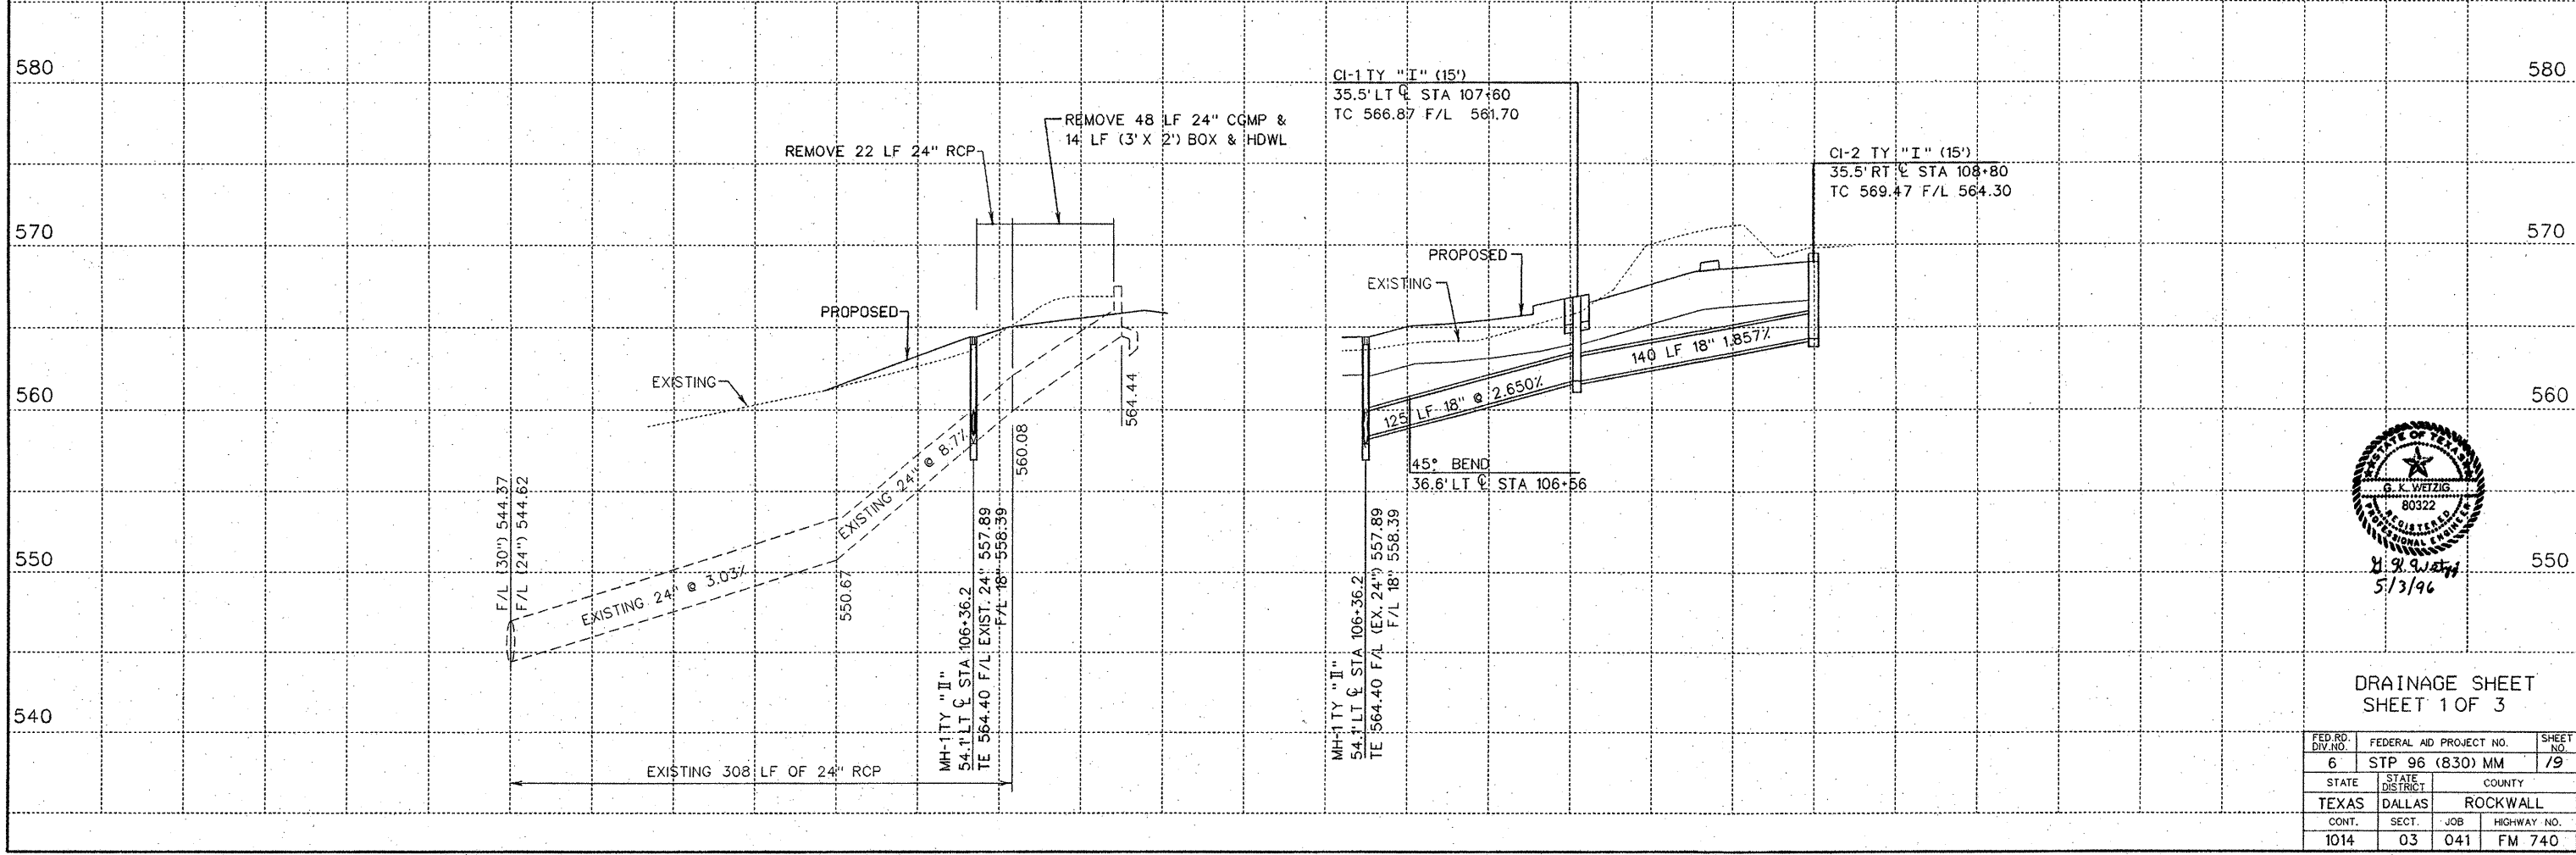 580
570
560
550
540
REMOVE 22 LF 24" RCP
REMOVE 48 LF 24" CGMP &
14 LF (3' X 2') BOX & HDWL
PROPOSED
EXISTING
F/L (30") 544.37
F/L (24") 544.62
EXISTING 24" @ 3.03%
550.67
EXISTING 24" @ 8.7%
560.08
564.44
MH-1 TY "II"
54.1' LT ℄ STA 106+36.2
TE 564.40 F/L EXIST. 24" 557.89
F/L 18" 558.39
EXISTING 308 LF OF 24" RCP
CI-1 TY "I" (15')
35.5' LT ℄ STA 107+60
TC 566.87 F/L 561.70
CI-2 TY "I" (15')
35.5' RT ℄ STA 108+80
TC 569.47 F/L 564.30
PROPOSED
EXISTING
125 LF 18" @ 2.650%
140 LF 18" 1.857%
45° BEND
36.6' LT ℄ STA 106+56
MH-1 TY "II"
54.1' LT ℄ STA 106+36.2
TE 564.40 F/L (EX. 24") 557.89
F/L 18" 558.39
580
570
560
550
STATE OF TEXAS
G. K. WETZIG
80322
REGISTERED
PROFESSIONAL ENGINEER
G. K. Wetzig
5/3/96
DRAINAGE SHEET
SHEET 1 OF 3
FED.RD. DIV.NO. FEDERAL AID PROJECT NO. SHEET NO.
6 STP 96 (830) MM 19
STATE STATE DISTRICT COUNTY
TEXAS DALLAS ROCKWALL
CONT. SECT. JOB HIGHWAY NO.
1014 03 041 FM 740